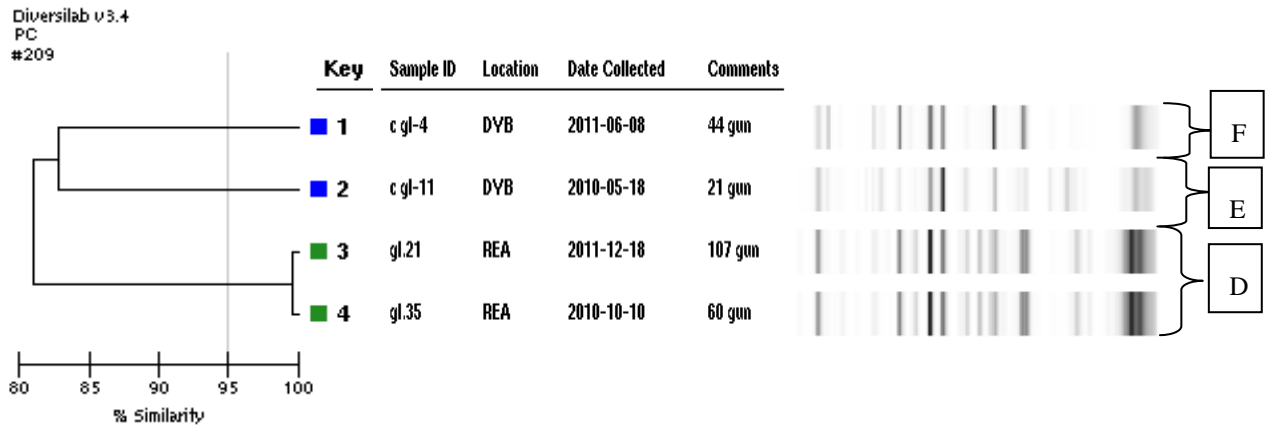 Diversilab v3.4
PC
#209
Key Sample ID Location Date Collected Comments
1 c gl-4 DYB 2011-06-08 44 gun
2 c gl-11 DYB 2010-05-18 21 gun
3 gl.21 REA 2011-12-18 107 gun
4 gl.35 REA 2010-10-10 60 gun
F
E
D
80 85 90 95 100
% Similarity